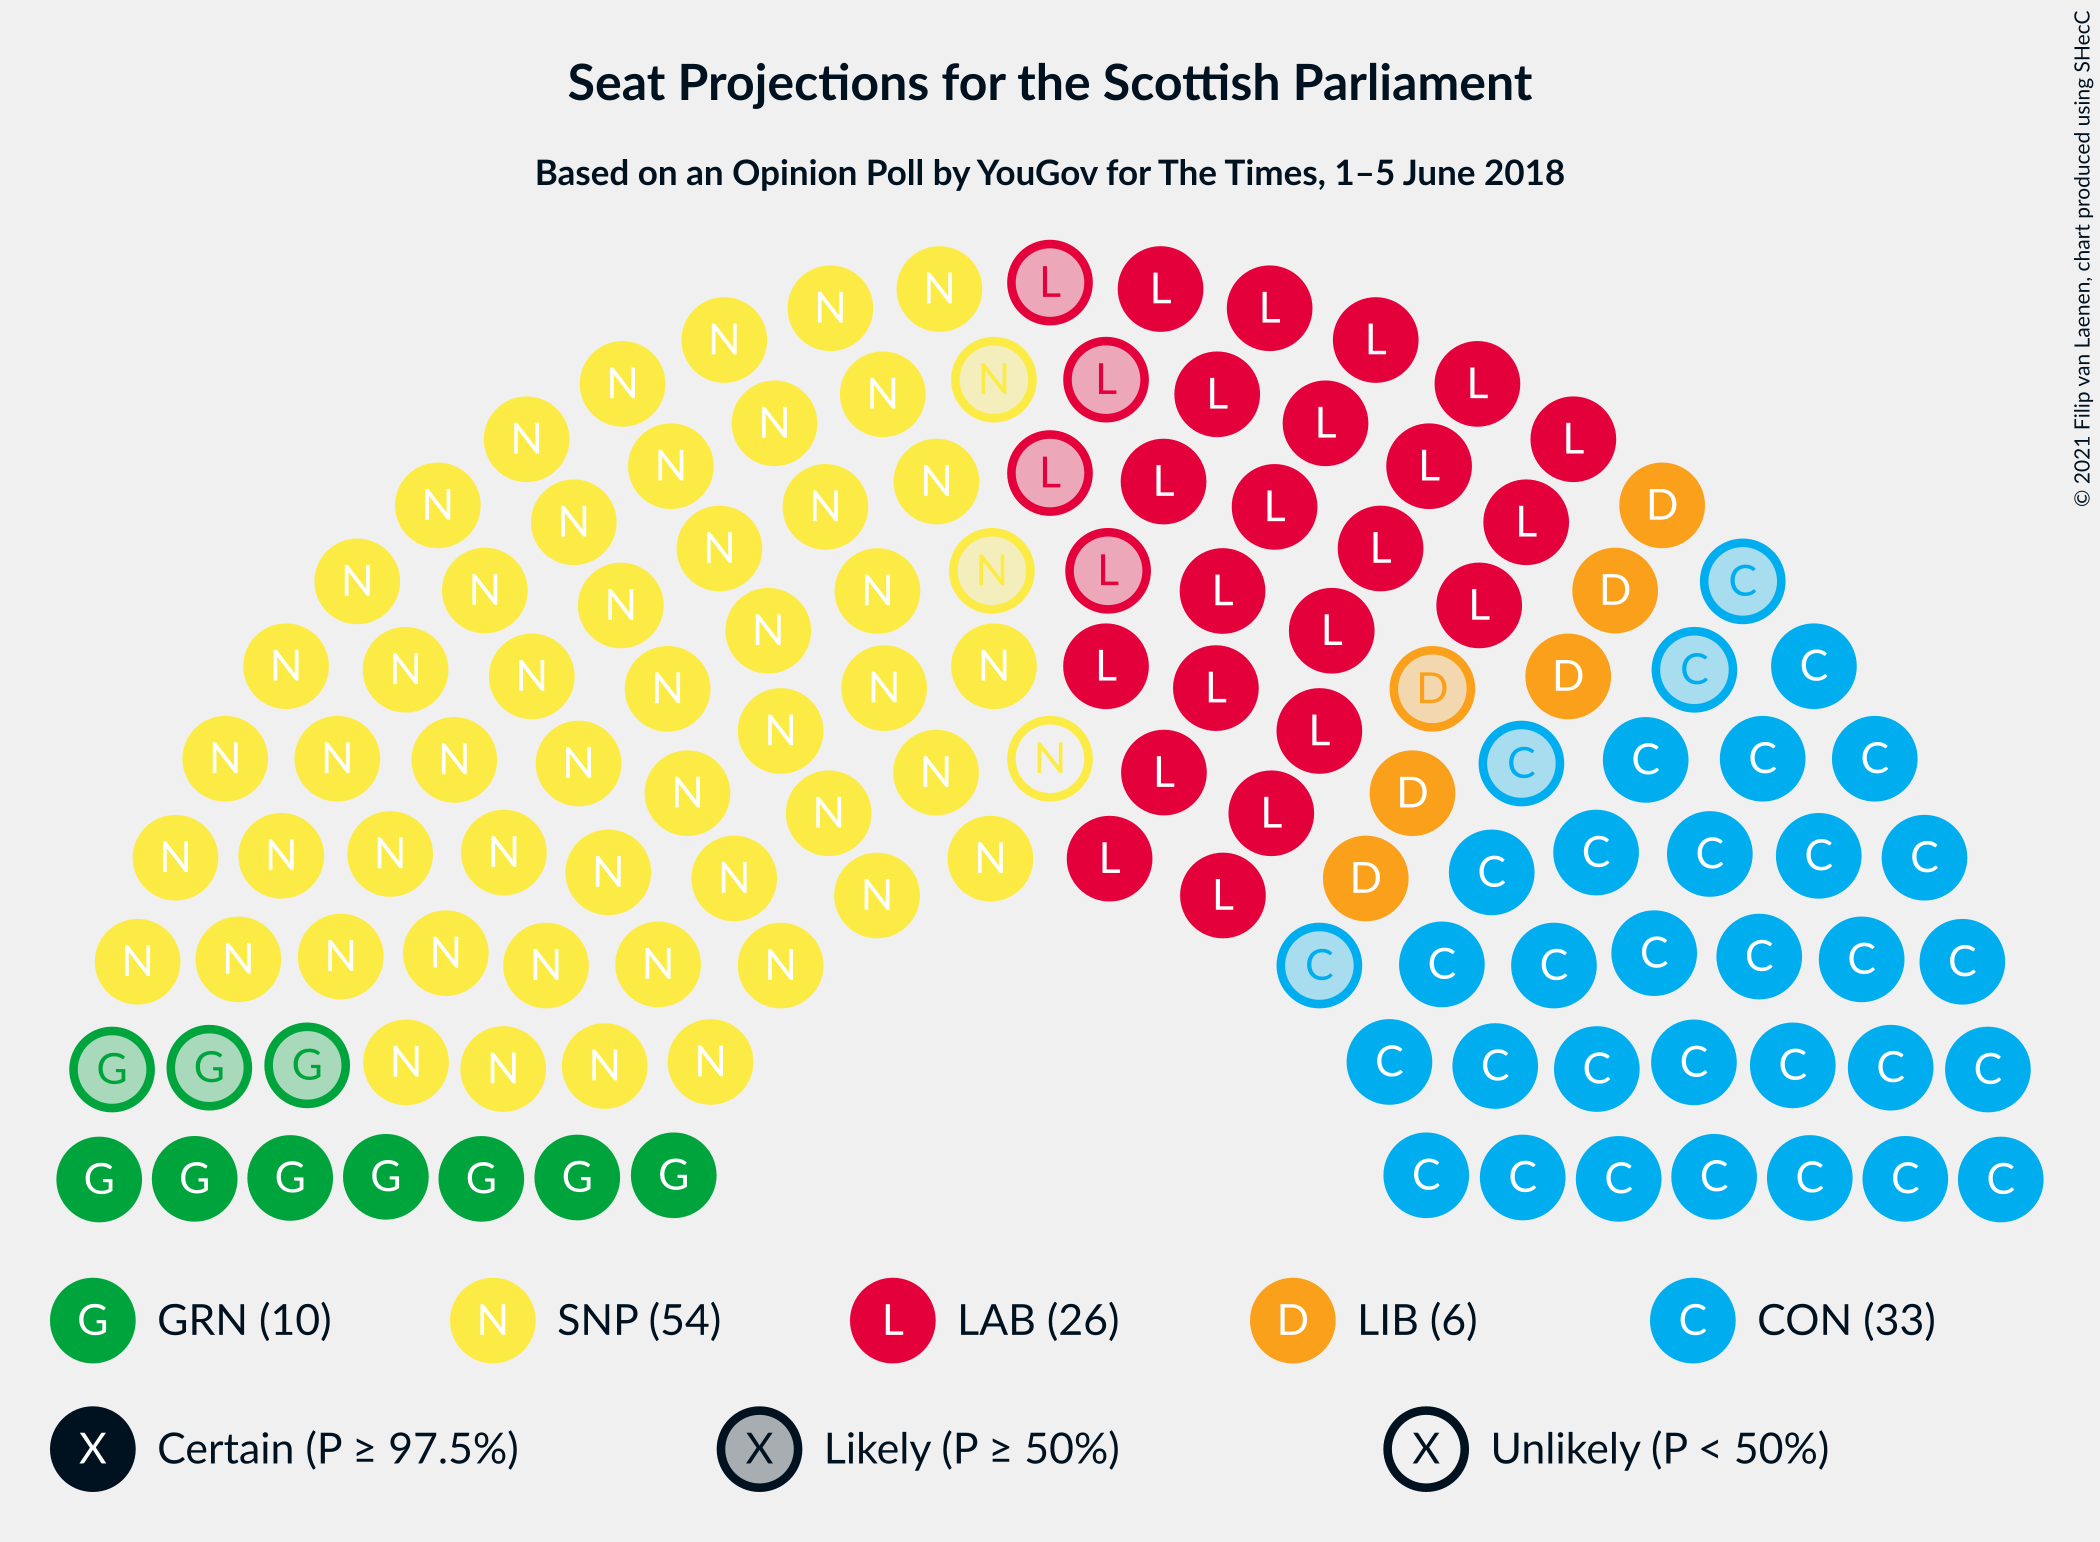 Seat Projections for the Scottish Parliament
Based on an Opinion Poll by YouGov for The Times, 1–5 June 2018
© 2021 Filip van Laenen, chart produced using SHecC
N N L L L
N N L L
N N N L L L
N N L L
N N L L L
N N L L
N N N L L L D
N N L L
N N N L L L D C
N N L L
N N N N N L L L D C C
N N N D
N N L
N N N N N L L D C C C C
N N N L C C C C
N N N N N L D C C C C
N N L
N N N N N N N C C C C C C C
G G G N N N N C C C C C C C
G G G G G G G C C C C C C C
G GRN (10) N SNP (54) L LAB (26) D LIB (6) C CON (33)
X Certain (P ≥ 97.5%) X Likely (P ≥ 50%) X Unlikely (P < 50%)